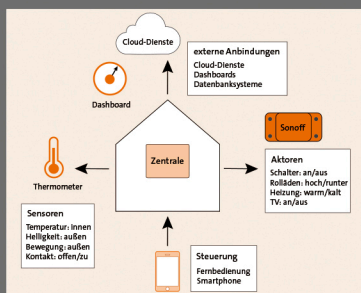 Cloud-Dienste
externe Anbindungen
Cloud-Dienste
Dashboards
Datenbanksysteme
Dashboard
Zentrale
Sonoff
Thermometer
Aktoren
Schalter: an/aus
Rolläden: hoch/runter
Heizung: warm/kalt
TV: an/aus
Sensoren
Temperatur: innen
Helligkeit: außen
Bewegung: außen
Kontakt: offen/zu
Steuerung
Fernbedienung
Smartphone